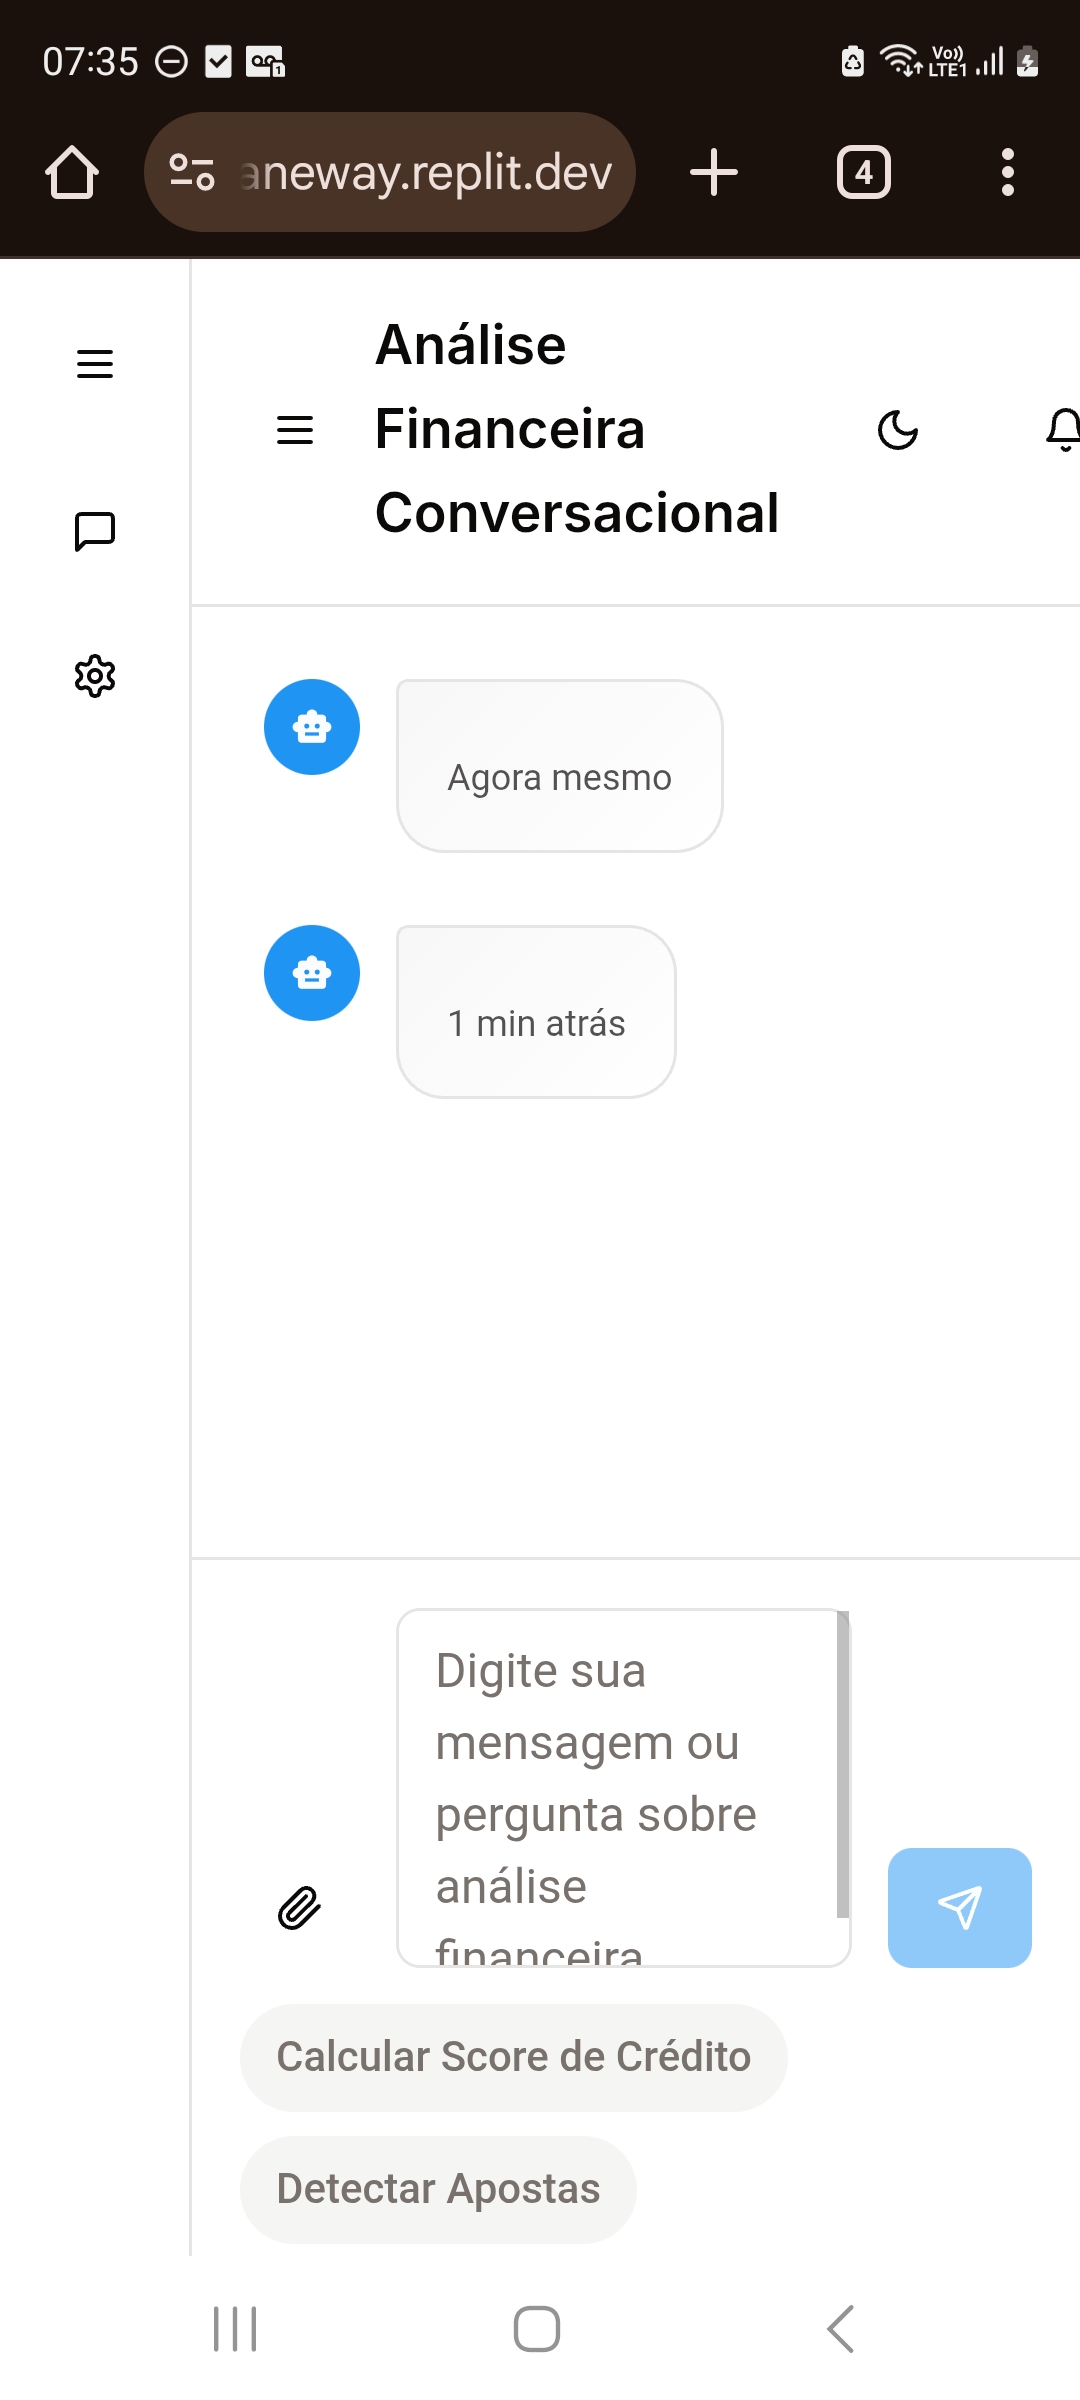 07:35
Vo))
LTE1
1
aneway.replit.dev
4
Análise
Financeira
Conversacional
Agora mesmo
1 min atrás
Digite sua
mensagem ou
pergunta sobre
análise
financeira
Calcular Score de Crédito
Detectar Apostas